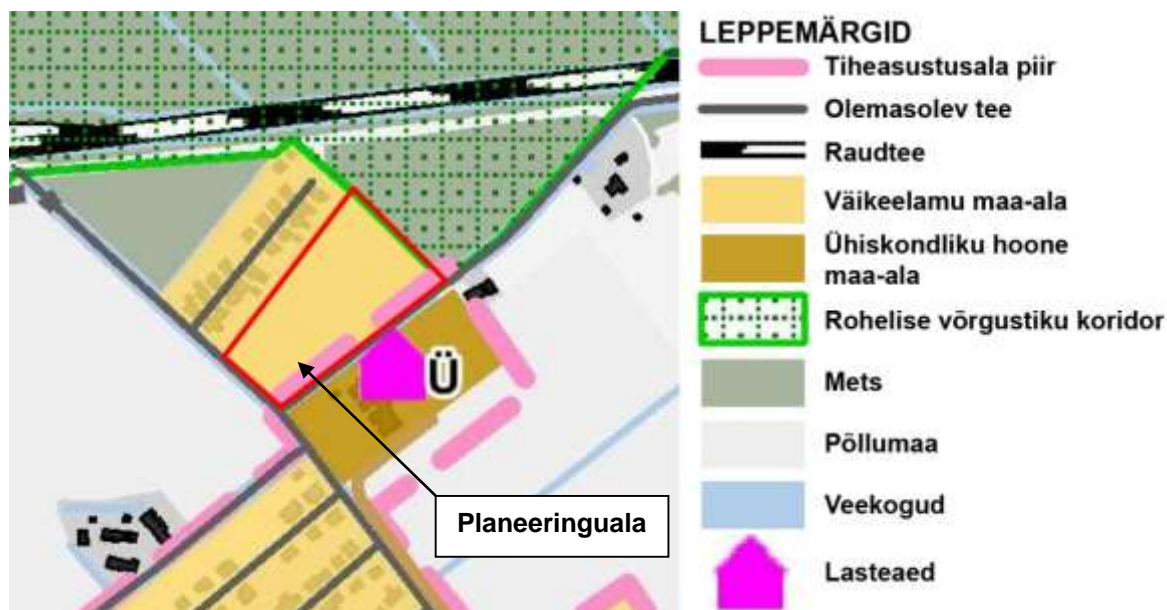 Ü
Planeeringuala
LEPPEMÄRGID
Tiheasustusala piir
Olemasolev tee
Raudtee
Väikeelamu maa-ala
Ühiskondliku hoone
maa-ala
Rohelise võrgustiku koridor
Mets
Põllumaa
Veekogud
Lasteaed